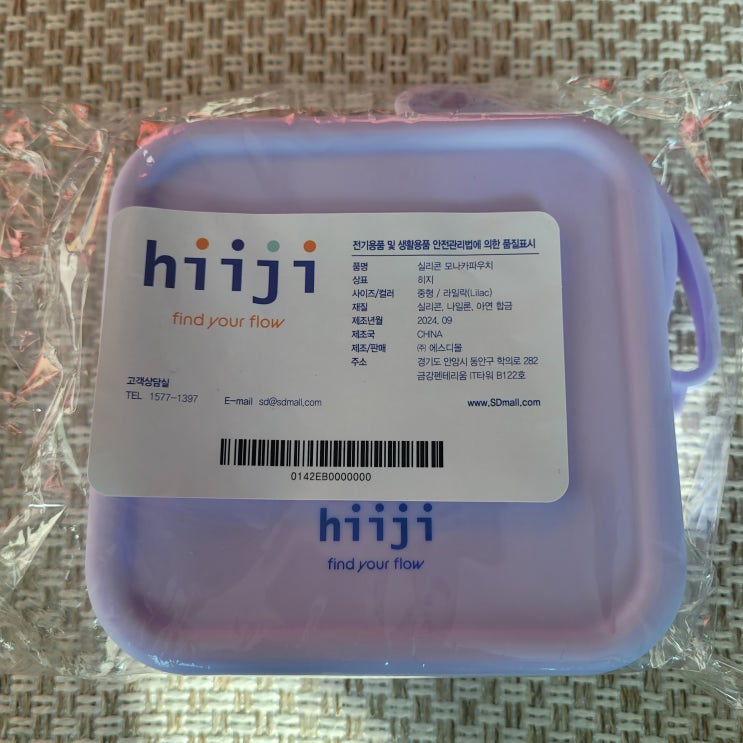 hiiji
find your flow
전기용품 및 생활용품 안전관리법에 의한 품질표시
품명 실리콘 모나카파우치
상표 히지
사이즈/컬러 중형 / 라일락(Lilac)
재질 실리콘, 나일론, 아연 합금
제조년월 2024. 09
제조국 CHINA
제조/판매 ㈜ 에스디몰
주소 경기도 안양시 동안구 학의로 282
금강펜테리움 IT타워 B122호
고객상담실
TEL 1577-1397 E-mail sd@sdmall.com
www.SDmall.com
0142EB0000000
hiiji
find your flow